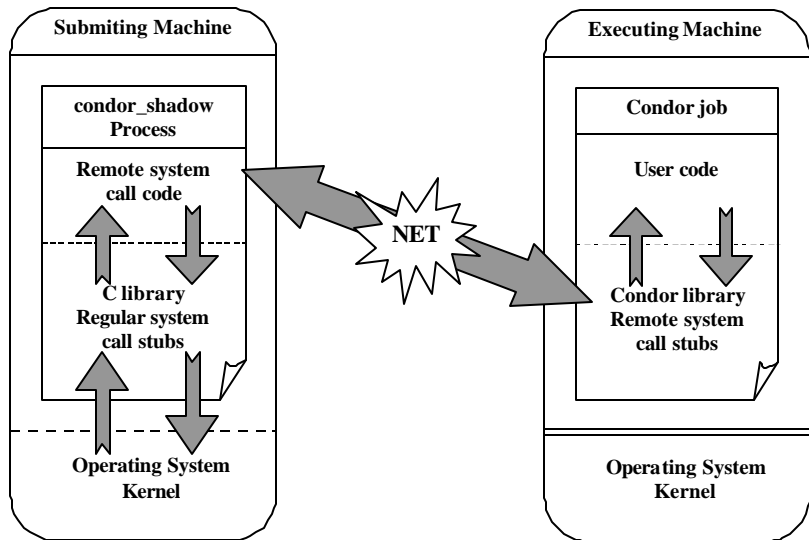 Submiting Machine
condor_shadow
Process
Remote system
call code
C library
Regular system
call stubs
Operating System
Kernel
NET
Executing Machine
Condor job
User code
Condor library
Remote system
call stubs
Operating System
Kernel